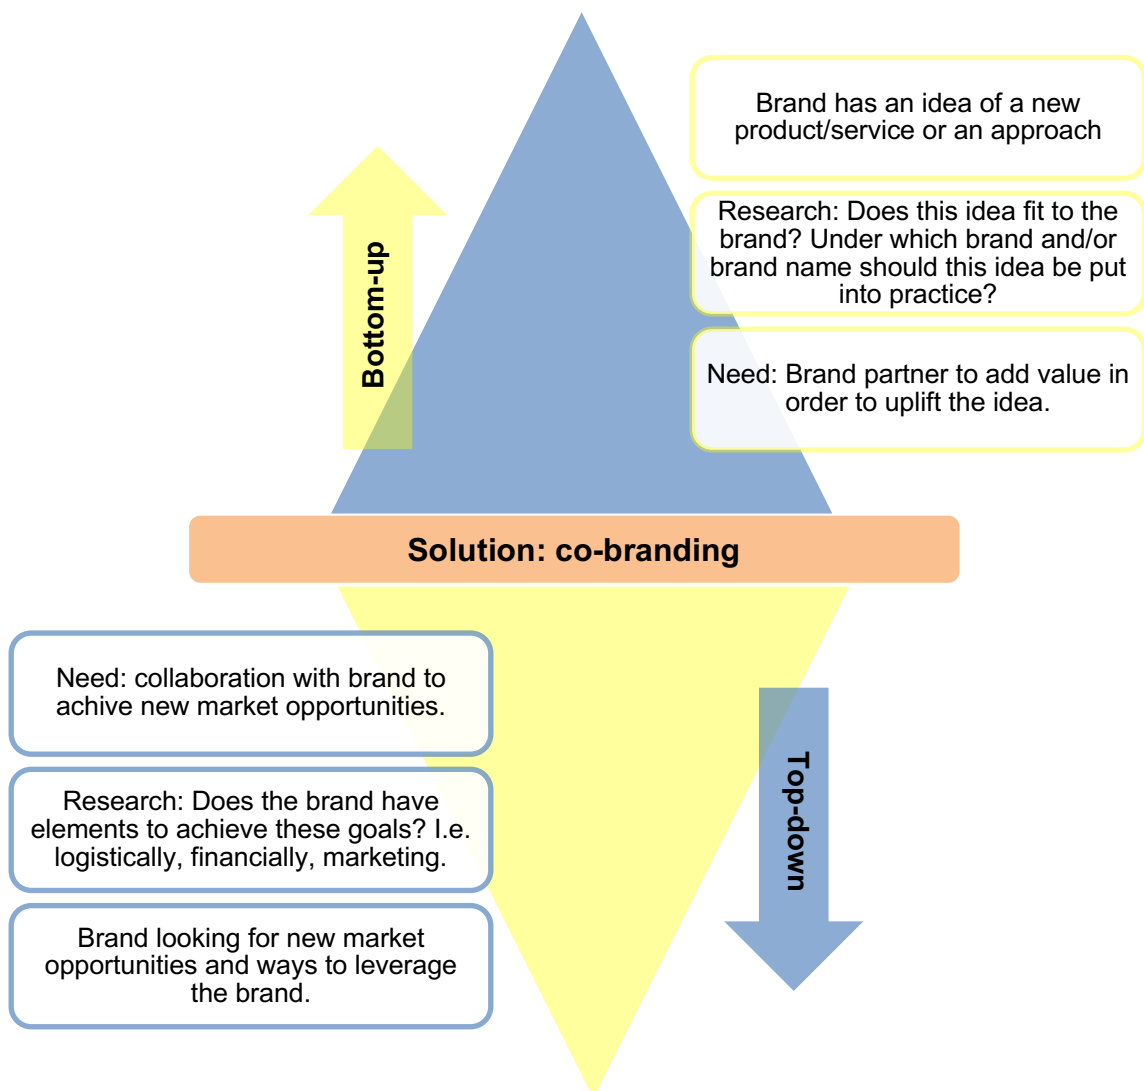 Brand has an idea of a new
product/service or an approach
Research: Does this idea fit to the
brand? Under which brand and/or
brand name should this idea be put
into practice?
Need: Brand partner to add value in
order to uplift the idea.
Bottom-up
Solution: co-branding
Need: collaboration with brand to
achive new market opportunities.
Research: Does the brand have
elements to achieve these goals? I.e.
logistically, financially, marketing.
Brand looking for new market
opportunities and ways to leverage
the brand.
Top-down